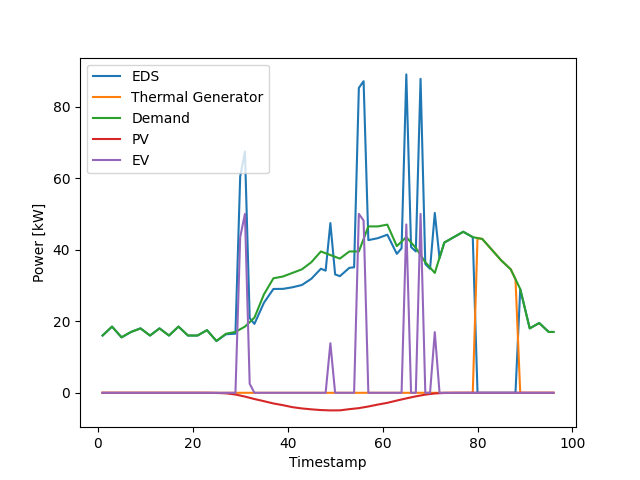 EDS
Thermal Generator
Demand
PV
EV
80
60
40
20
0
Power [kW]
0 20 40 60 80 100
Timestamp